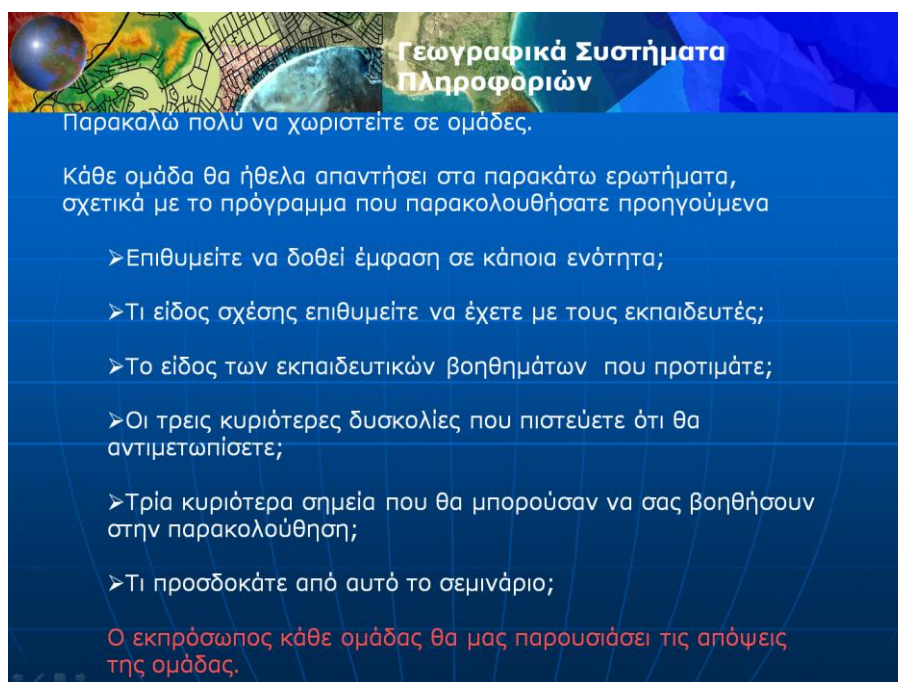 Γεωγραφικά Συστήματα
Πληροφοριών
Παρακαλώ πολύ να χωριστείτε σε ομάδες.
Κάθε ομάδα θα ήθελα απαντήσει στα παρακάτω ερωτήματα,
σχετικά με το πρόγραμμα που παρακολουθήσατε προηγούμενα
➢Επιθυμείτε να δοθεί έμφαση σε κάποια ενότητα;
➢Τι είδος σχέσης επιθυμείτε να έχετε με τους εκπαιδευτές;
➢Το είδος των εκπαιδευτικών βοηθημάτων  που προτιμάτε;
➢Οι τρεις κυριότερες δυσκολίες που πιστεύετε ότι θα
αντιμετωπίσετε;
➢Τρία κυριότερα σημεία που θα μπορούσαν να σας βοηθήσουν
στην παρακολούθηση;
➢Τι προσδοκάτε από αυτό το σεμινάριο;
Ο εκπρόσωπος κάθε ομάδας θα μας παρουσιάσει τις απόψεις
της ομάδας.